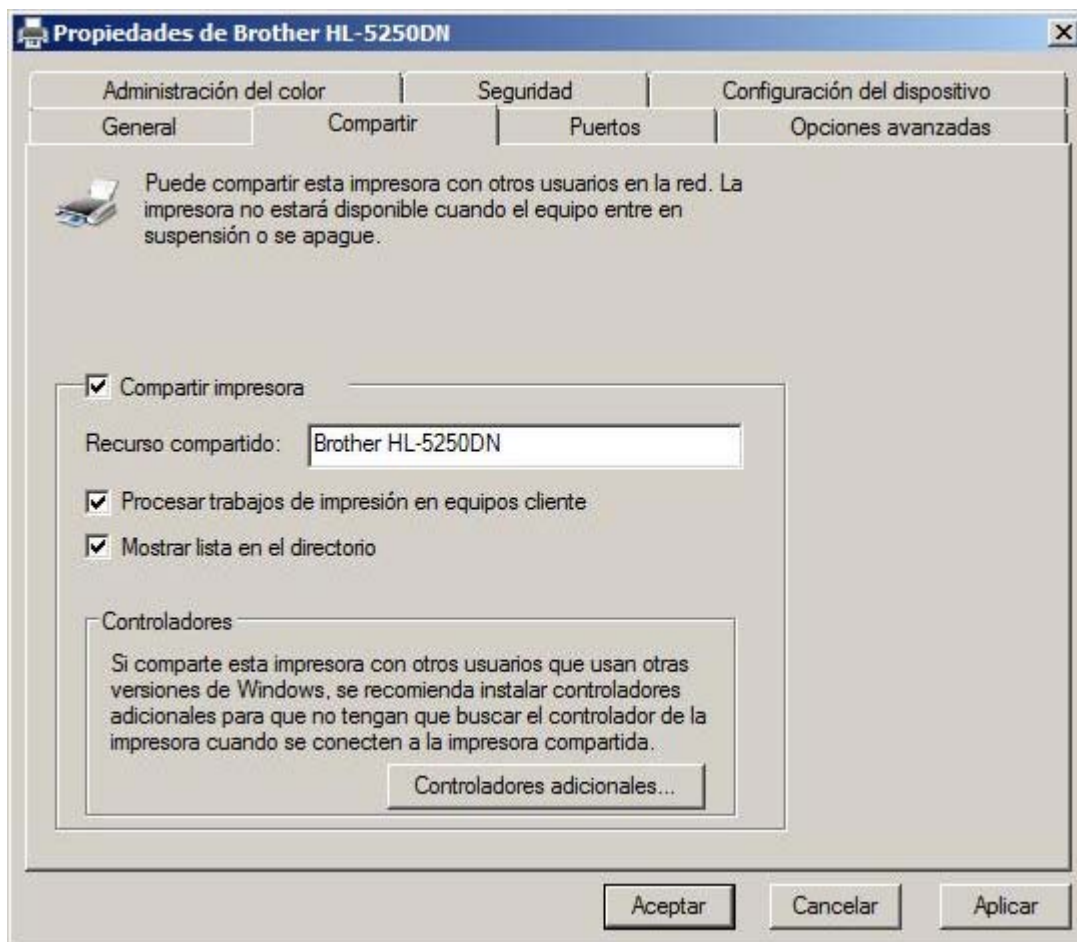 Propiedades de Brother HL-5250DN
Administración del color
Seguridad
Configuración del dispositivo
General
Compartir
Puertos
Opciones avanzadas
Puede compartir esta impresora con otros usuarios en la red. La
impresora no estará disponible cuando el equipo entre en
suspensión o se apague.
Compartir impresora
Recurso compartido: Brother HL-5250DN
Procesar trabajos de impresión en equipos cliente
Mostrar lista en el directorio
Controladores
Si comparte esta impresora con otros usuarios que usan otras
versiones de Windows, se recomienda instalar controladores
adicionales para que no tengan que buscar el controlador de la
impresora cuando se conecten a la impresora compartida.
Controladores adicionales...
Aceptar
Cancelar
Aplicar